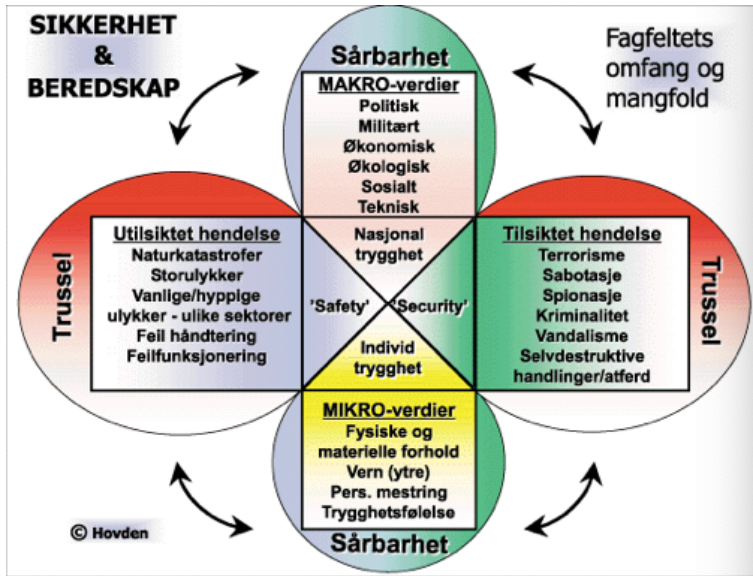 SIKKERHET
&
BEREDSKAP
Fagfeltets
omfang og
mangfold
Sårbarhet
MAKRO-verdier
Politisk
Militært
Økonomisk
Økologisk
Sosialt
Teknisk
Nasjonal
trygghet
Trussel
Utilsiktet hendelse
Naturkatastrofer
Storulykker
Vanlige/hyppige
ulykker - ulike sektorer
Feil håndtering
Feilfunksjonering
'Safety'
'Security'
Tilsiktet hendelse
Terrorisme
Sabotasje
Spionasje
Kriminalitet
Vandalisme
Selvdestruktive
handlinger/atferd
Trussel
Individ
trygghet
MIKRO-verdier
Fysiske og
materielle forhold
Vern (ytre)
Pers. mestring
Trygghetsfølelse
Sårbarhet
© Hovden